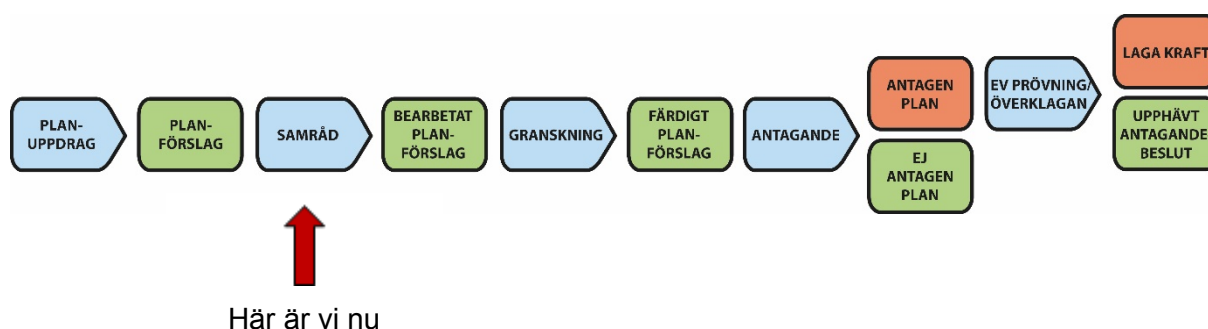 PLAN-
UPPDRAG
PLAN-
FÖRSLAG
SAMRÅD
BEARBETAT
PLAN-
FÖRSLAG
GRANSKNING
FÄRDIGT
PLAN-
FÖRSLAG
ANTAGANDE
ANTAGEN
PLAN
EJ
ANTAGEN
PLAN
EV PRÖVNING/
ÖVERKLAGAN
LAGA KRAFT
UPPHÄVT
ANTAGANDE
BESLUT
Här är vi nu